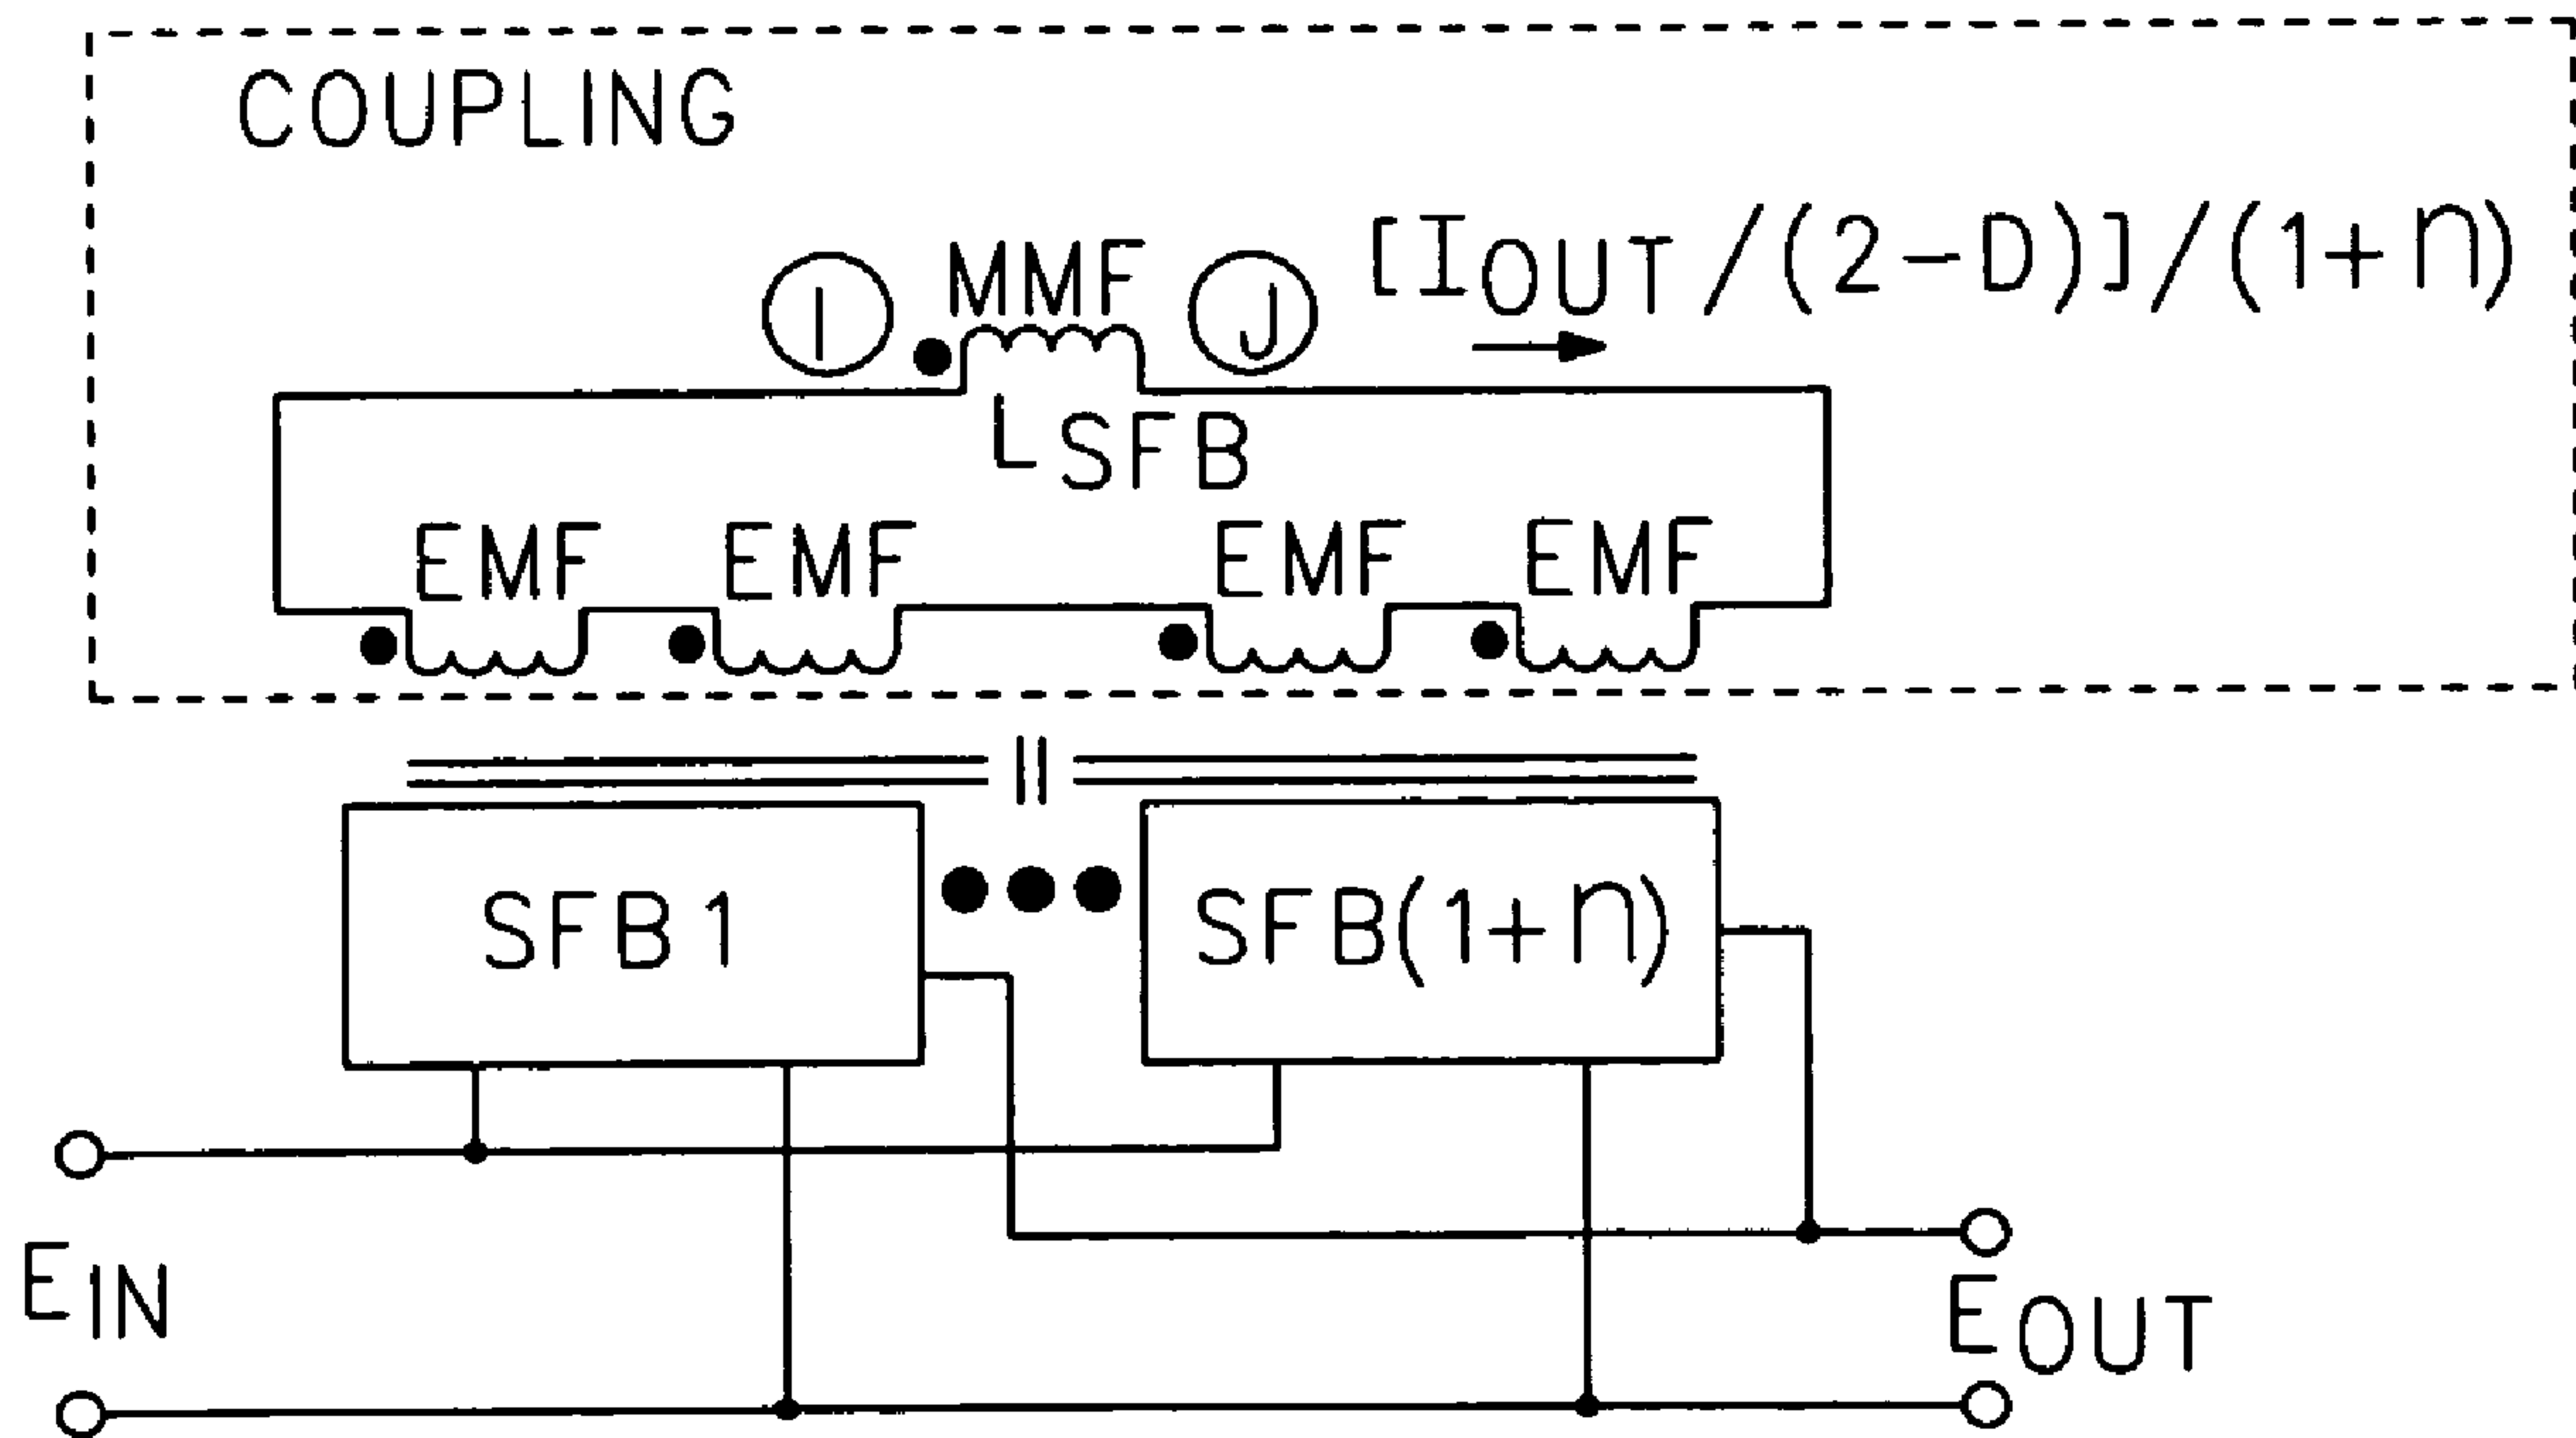 COUPLING
[IOUT/(2-D)]/(1+n)
I MMF J
LSFB
EMF EMF EMF EMF
SFB1 SFB(1+n)
EIN
EOUT